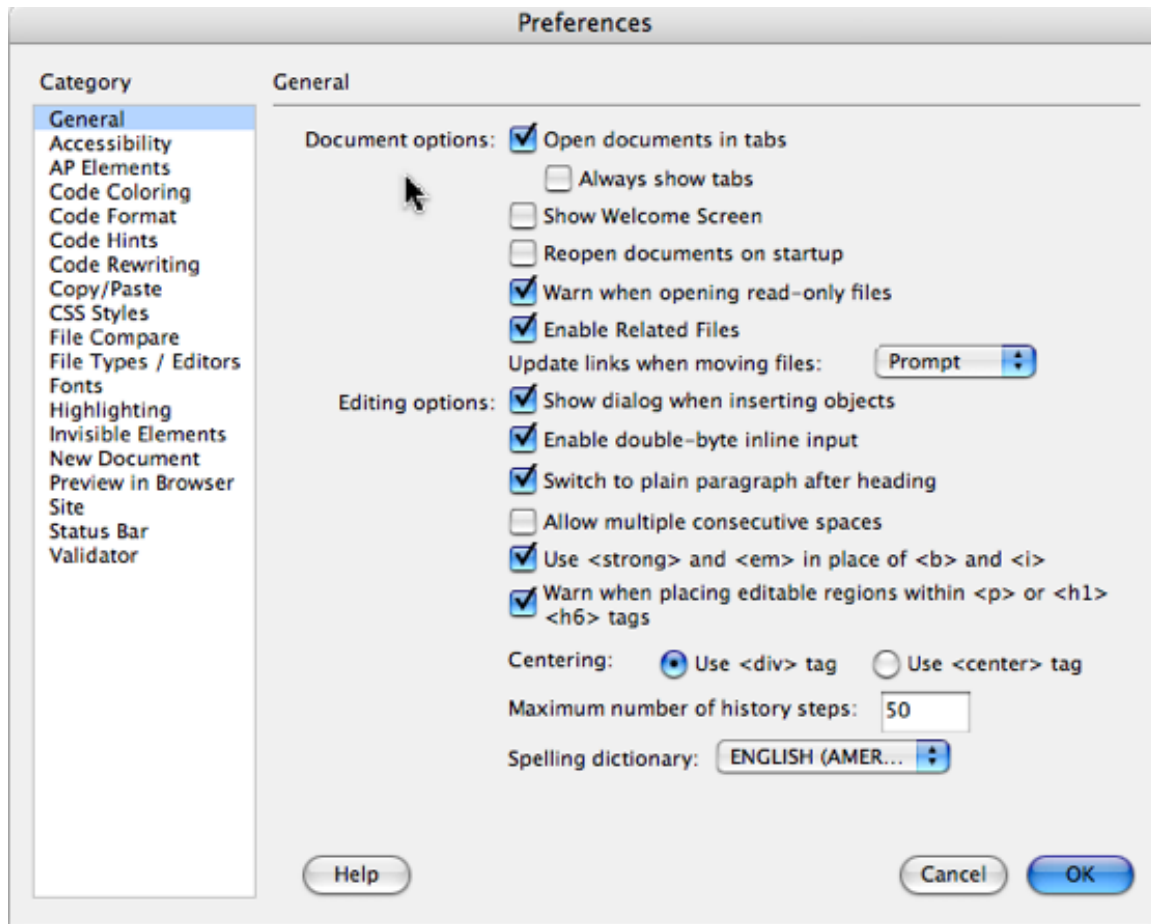 Preferences
Category
General
Accessibility
AP Elements
Code Coloring
Code Format
Code Hints
Code Rewriting
Copy/Paste
CSS Styles
File Compare
File Types / Editors
Fonts
Highlighting
Invisible Elements
New Document
Preview in Browser
Site
Status Bar
Validator
General
Document options: Open documents in tabs
Always show tabs
Show Welcome Screen
Reopen documents on startup
Warn when opening read-only files
Enable Related Files
Update links when moving files: Prompt
Editing options: Show dialog when inserting objects
Enable double-byte inline input
Switch to plain paragraph after heading
Allow multiple consecutive spaces
Use <strong> and <em> in place of <b> and <i>
Warn when placing editable regions within <p> or <h1>
<h6> tags
Centering: Use <div> tag Use <center> tag
Maximum number of history steps: 50
Spelling dictionary: ENGLISH (AMER...
Help Cancel OK